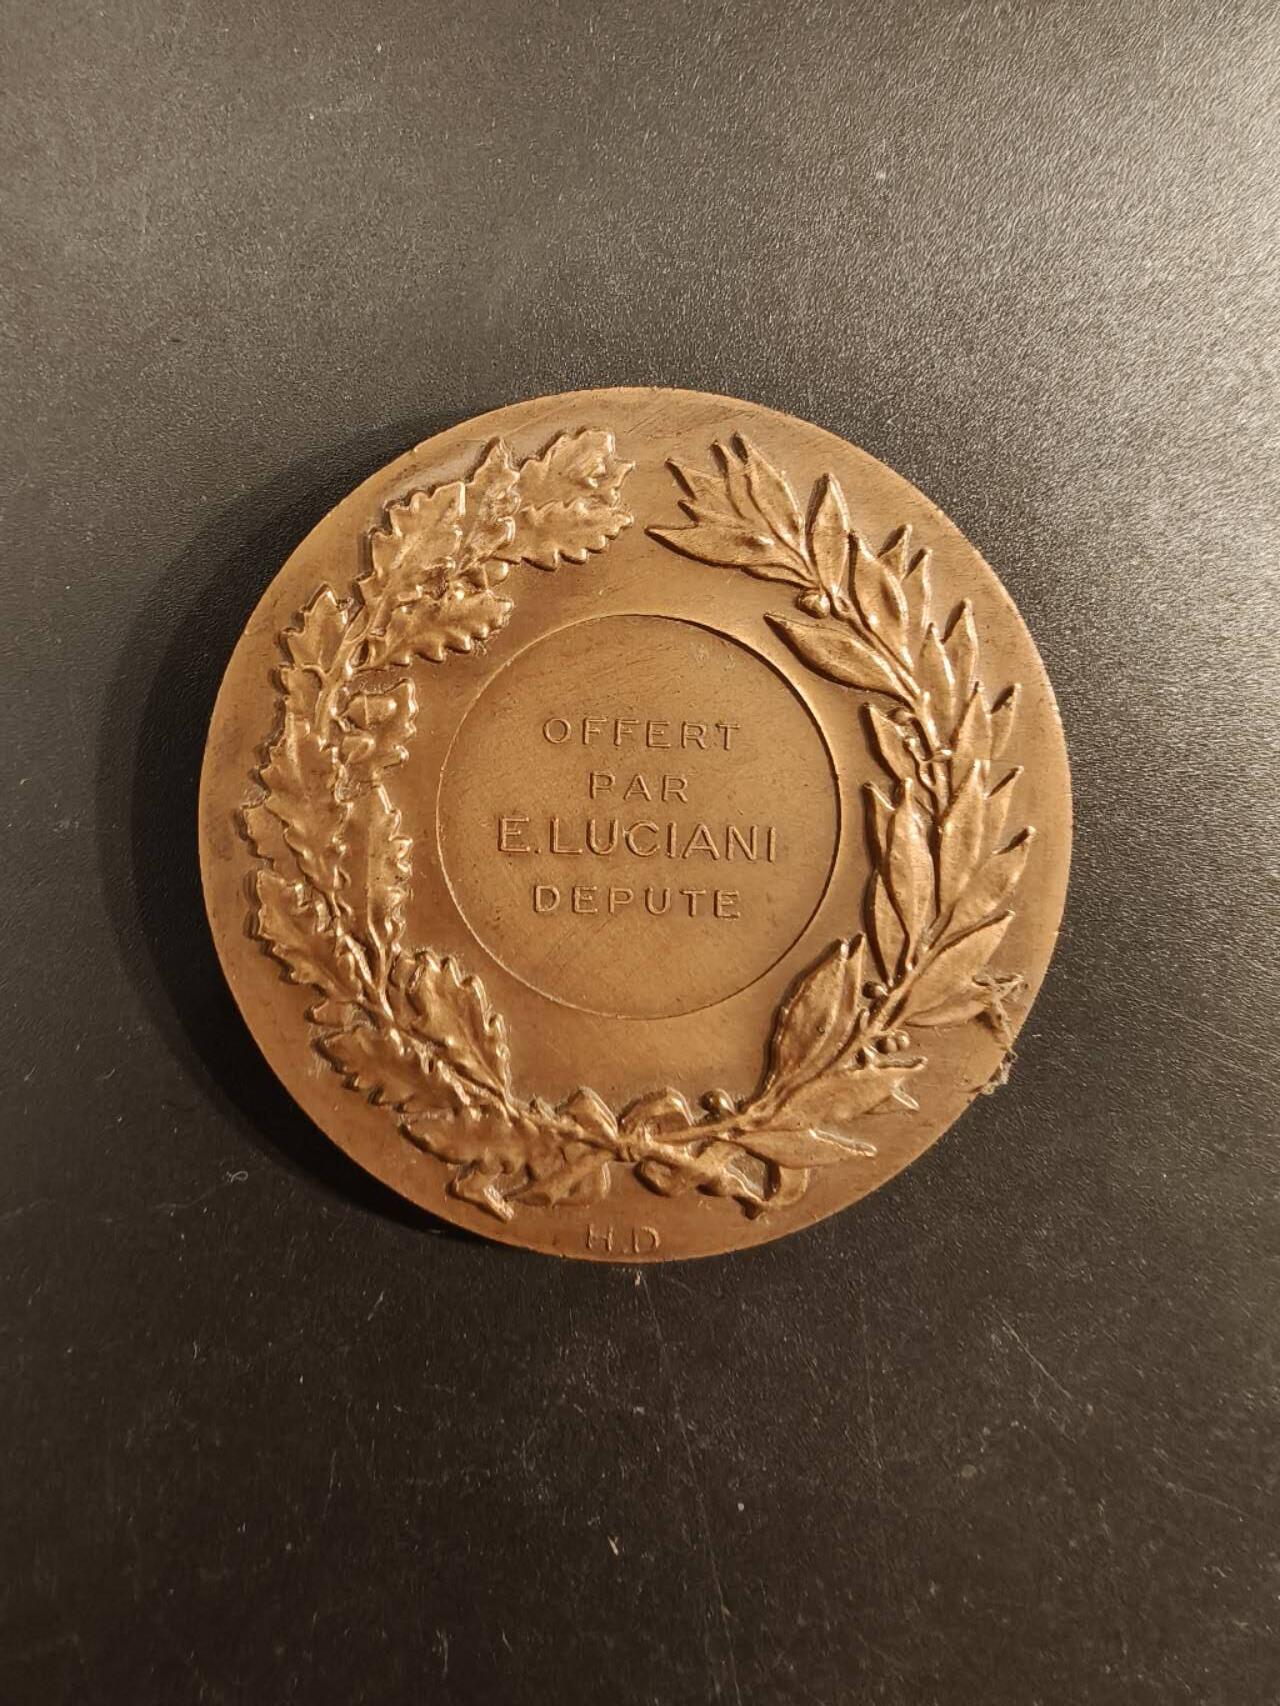 OFFERT
PAR
E.LUCIANI
DEPUTE
H.D